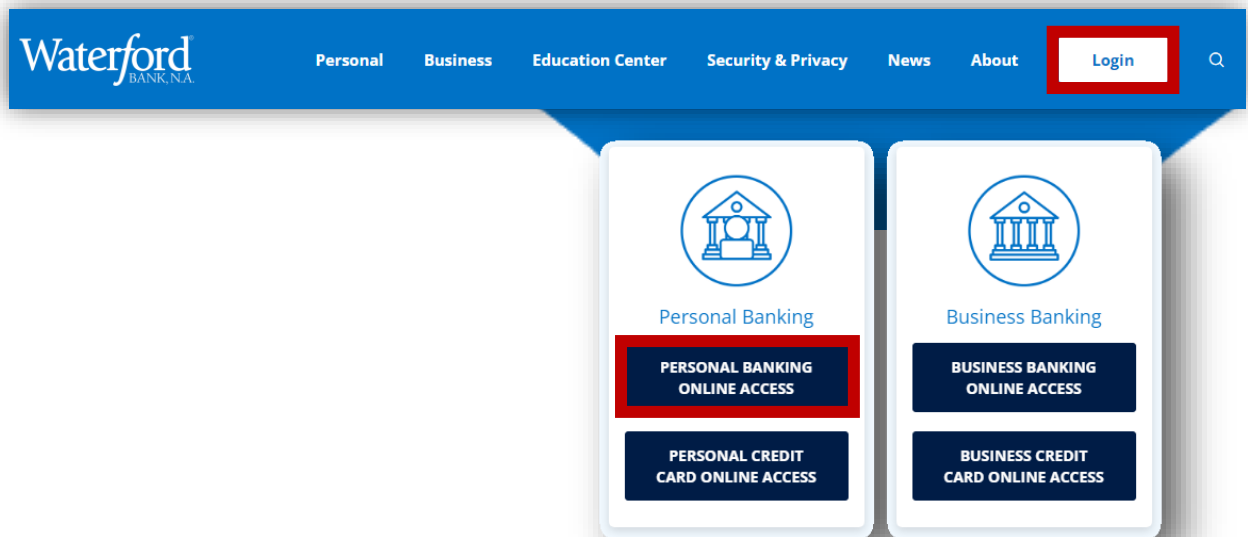 Waterford
BANK, N.A.
Personal Business Education Center Security & Privacy News About Login
Personal Banking
PERSONAL BANKING
ONLINE ACCESS
PERSONAL CREDIT
CARD ONLINE ACCESS
Business Banking
BUSINESS BANKING
ONLINE ACCESS
BUSINESS CREDIT
CARD ONLINE ACCESS